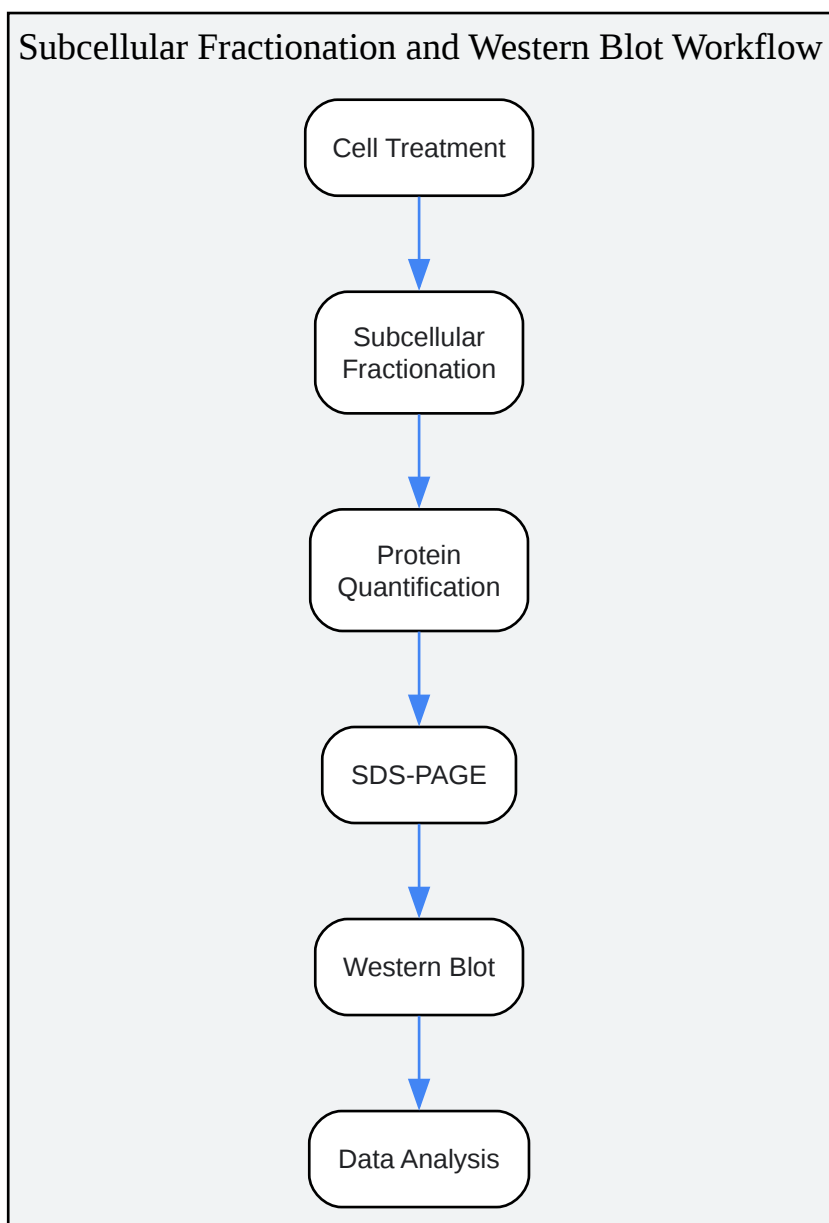 Subcellular Fractionation and Western Blot Workflow
Cell Treatment
Subcellular
Fractionation
Protein
Quantification
SDS-PAGE
Western Blot
Data Analysis